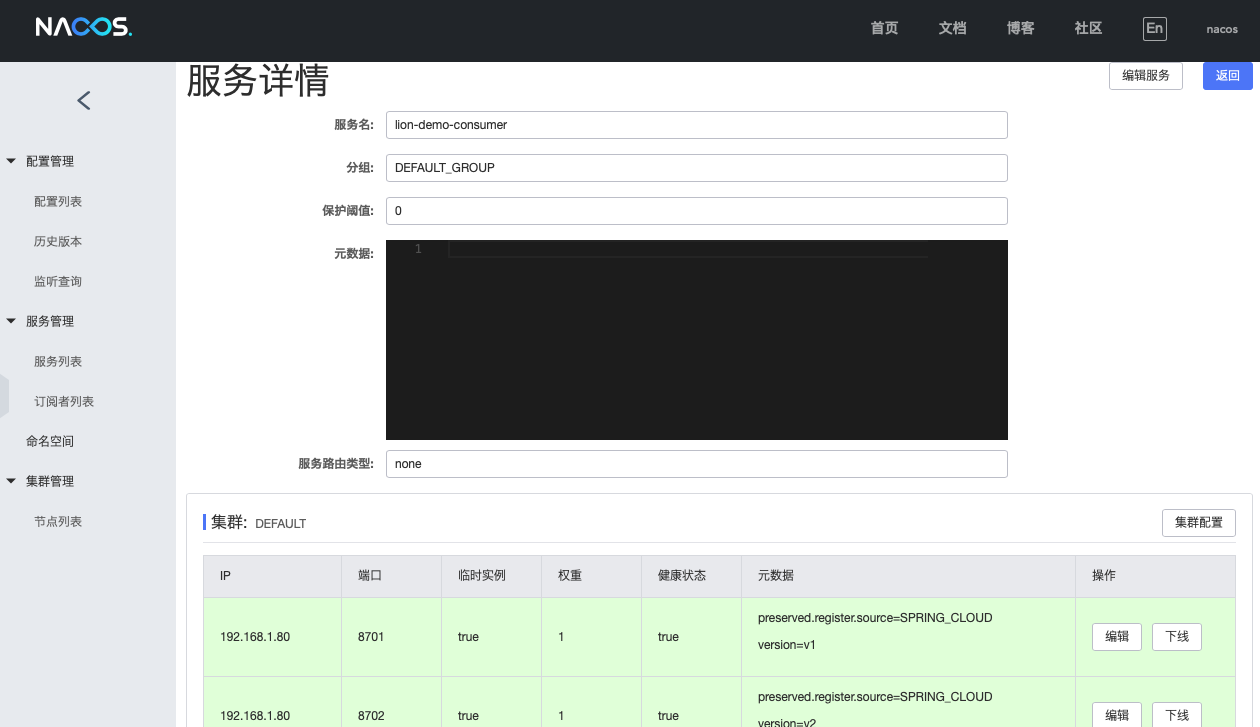 NACOS.
首页 文档 博客 社区 En nacos
服务详情
编辑服务 返回
服务名: lion-demo-consumer
分组: DEFAULT_GROUP
保护阈值: 0
元数据: 1
服务路由类型: none
配置管理
配置列表
历史版本
监听查询
服务管理
服务列表
订阅者列表
命名空间
集群管理
节点列表
集群: DEFAULT 集群配置
IP 端口 临时实例 权重 健康状态 元数据 操作
preserved.register.source=SPRING_CLOUD
192.168.1.80 8701 true 1 true 编辑 下线
version=v1
preserved.register.source=SPRING_CLOUD
192.168.1.80 8702 true 1 true 编辑 下线
version=v2